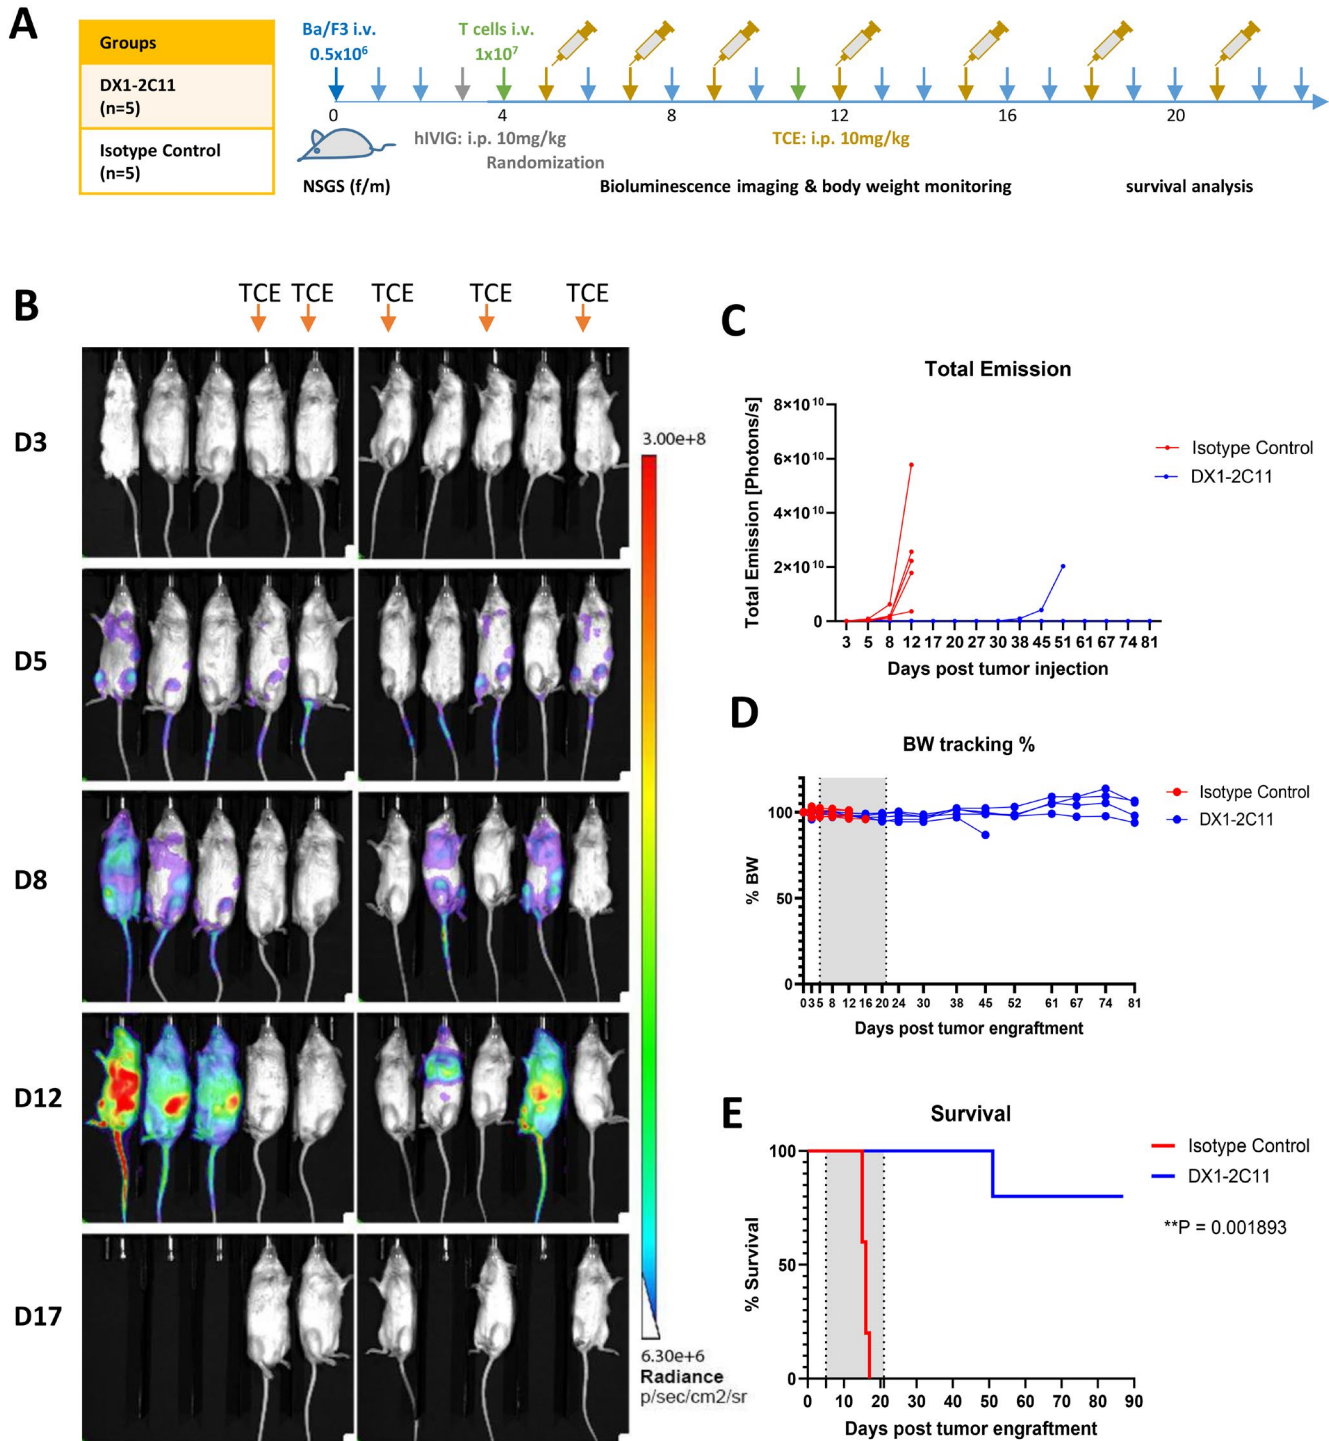 A
Groups
DX1-2C11
(n=5)
Isotype Control
(n=5)
Ba/F3 i.v.
0.5x10⁶
T cells i.v.
1x10⁷
0 4 8 12 16 20
hIVIG: i.p. 10mg/kg
TCE: i.p. 10mg/kg
Randomization
NSGS (f/m)
Bioluminescence imaging & body weight monitoring
survival analysis
B
TCE TCE TCE TCE TCE
D3
D5
D8
D12
D17
3.00e+8
6.30e+6
Radiance
p/sec/cm2/sr
C
Total Emission
Total Emission [Photons/s]
8×10¹⁰
6×10¹⁰
4×10¹⁰
2×10¹⁰
0
3 5 8 12 17 20 27 30 38 45 51 61 67 74 81
Days post tumor injection
Isotype Control
DX1-2C11
D
BW tracking %
% BW
100
50
0
0 3 5 8 12 16 20 24 30 38 45 52 61 67 74 81
Days post tumor engraftment
Isotype Control
DX1-2C11
E
Survival
% Survival
100
50
0
0 10 20 30 40 50 60 70 80 90
Days post tumor engraftment
Isotype Control
DX1-2C11
**P = 0.001893